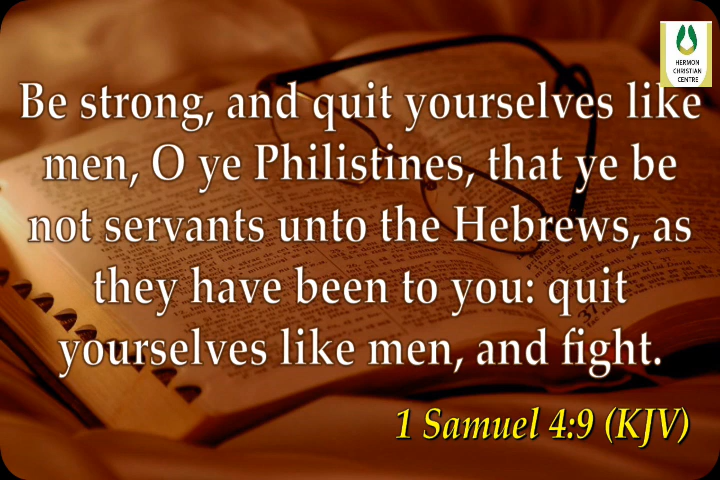 HERMON
CHRISTIAN
CENTRE
Be strong, and quit yourselves like
men, O ye Philistines, that ye be
not servants unto the Hebrews, as
they have been to you: quit
yourselves like men, and fight.
1 Samuel 4:9 (KJV)